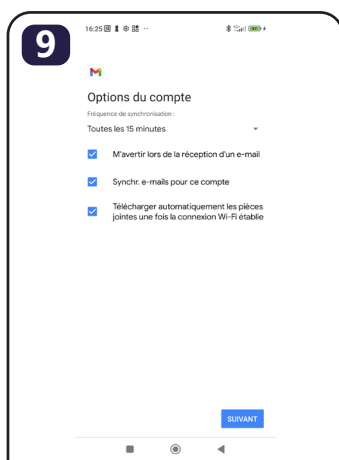 9
16:25
Options du compte
Fréquence de synchronisation :
Toutes les 15 minutes
M'avertir lors de la réception d'un e-mail
Synchr. e-mails pour ce compte
Télécharger automatiquement les pièces
jointes une fois la connexion Wi-Fi établie
SUIVANT